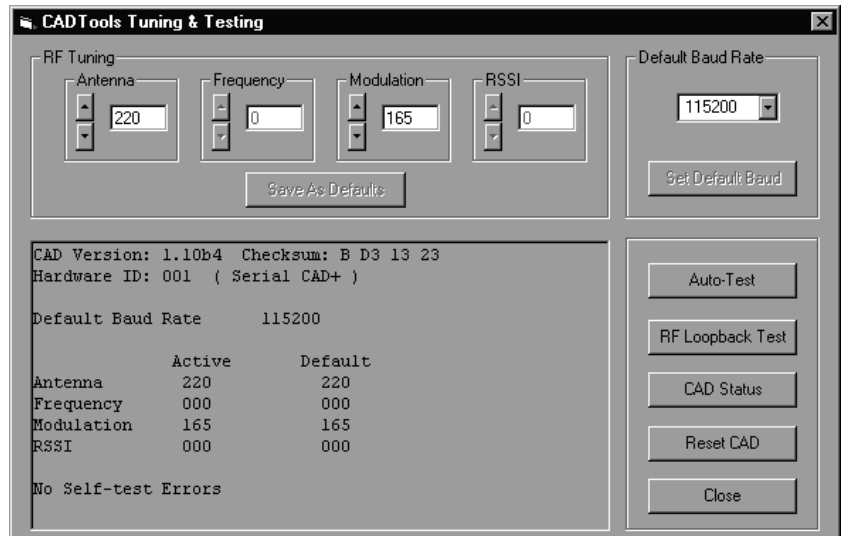 CADTools Tuning & Testing
RF Tuning
Antenna Frequency Modulation RSSI
220 0 165 0
Save As Defaults
Default Baud Rate
115200
Set Default Baud
CAD Version: 1.10b4 Checksum: B D3 13 23
Hardware ID: 001 ( Serial CAD+ )
Default Baud Rate 115200
Active Default
Antenna 220 220
Frequency 000 000
Modulation 165 165
RSSI 000 000
No Self-test Errors
Auto-Test
RF Loopback Test
CAD Status
Reset CAD
Close